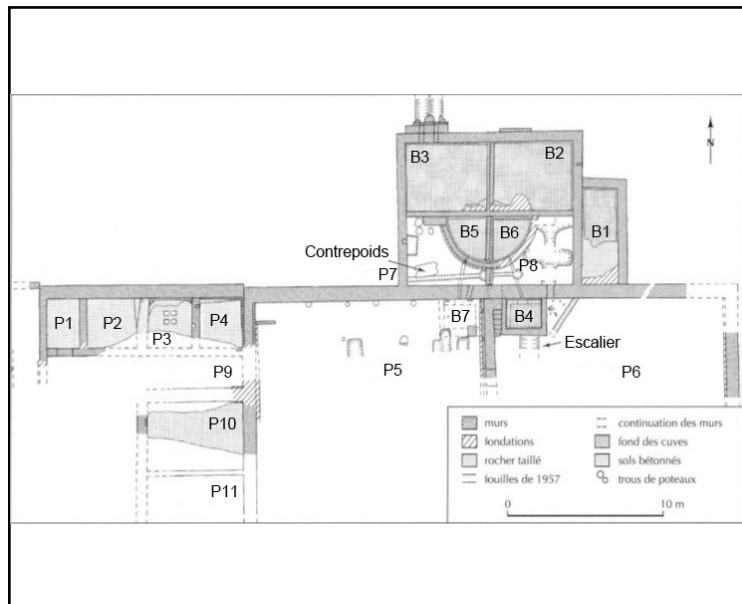 B3
B2
N
B5
B6
B1
Contrepoids
P7
P8
P1
P2
P3
P4
B7
B4
Escalier
P9
P5
P6
P10
P11
murs
fondations
rocher taillé
fouilles de 1957
continuation des murs
fond des cuves
sols bétonnés
trous de poteaux
0
10 m